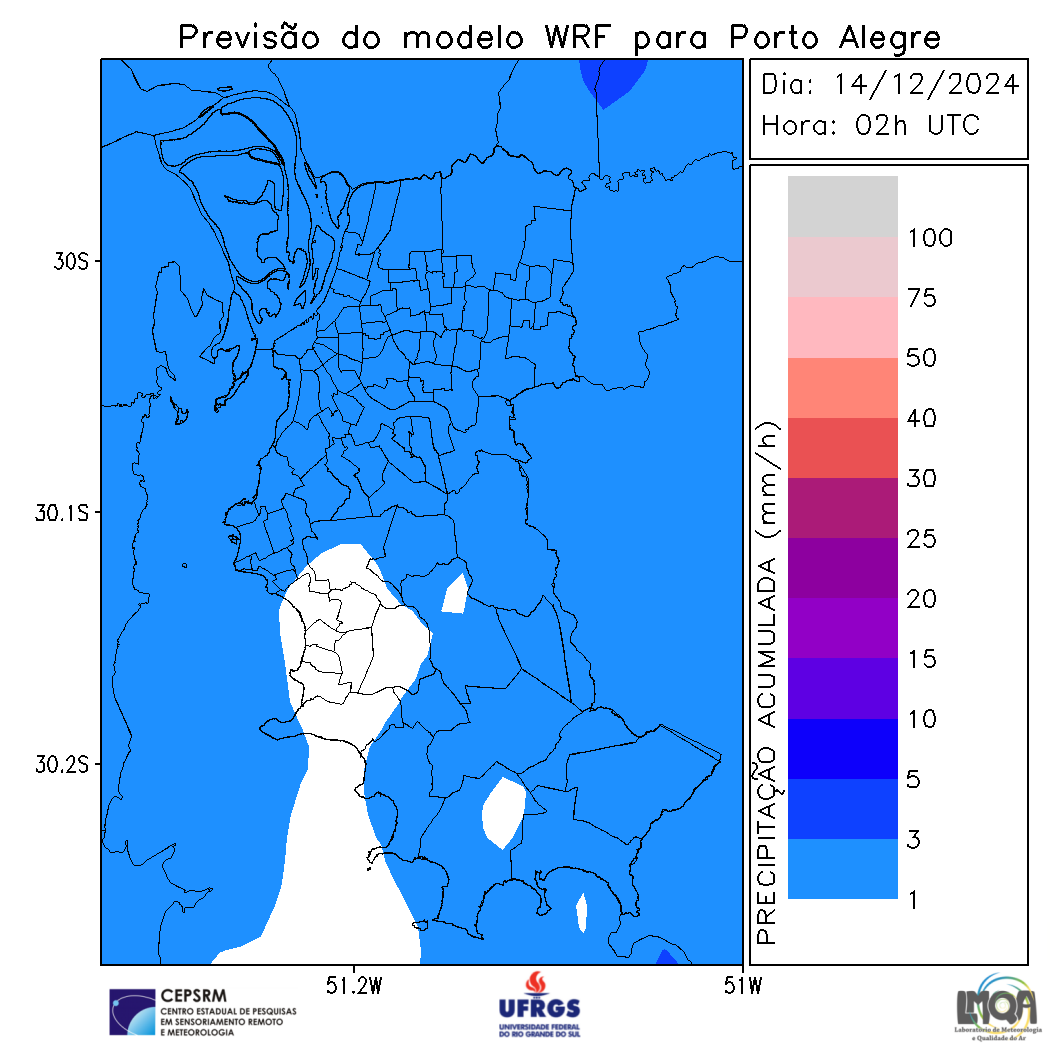 Previsão do modelo WRF para Porto Alegre
Dia: 14/12/2024
Hora: 02h UTC
30S
30.1S
30.2S
51.2W
51W
PRECIPITAÇÃO ACUMULADA (mm/h)
100
75
50
40
30
25
20
15
10
5
3
1
CEPSRM
CENTRO ESTADUAL DE PESQUISAS
EM SENSORIAMENTO REMOTO
E METEOROLOGIA
UFRGS
UNIVERSIDADE FEDERAL
DO RIO GRANDE DO SUL
LMQA
Laboratório de Meteorologia
e Qualidade do Ar